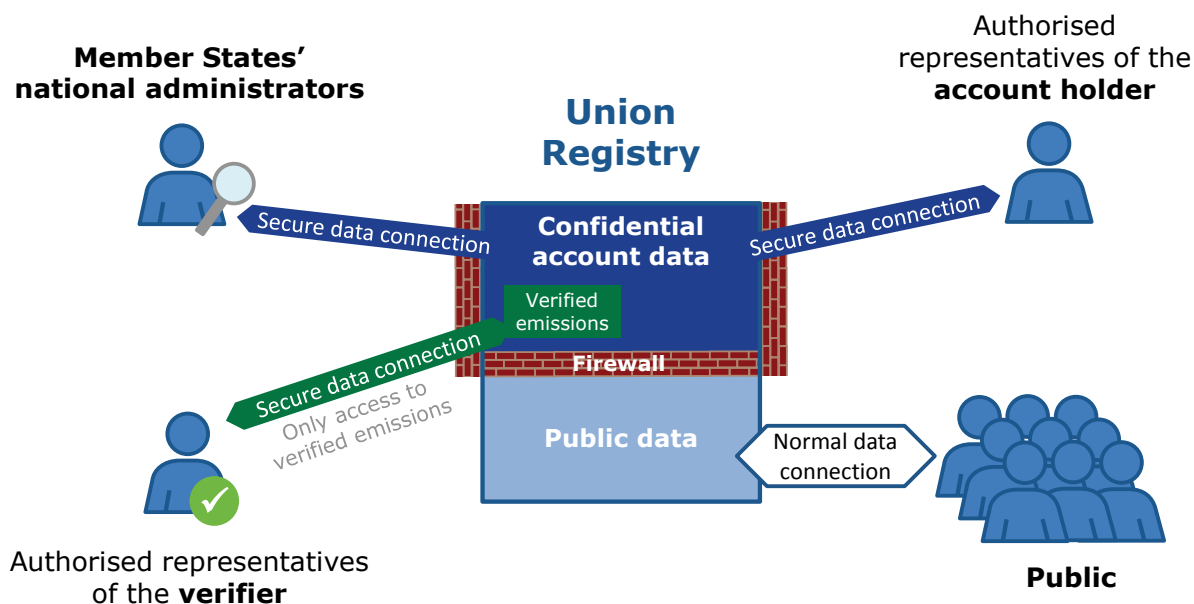 Member States’
national administrators
Authorised
representatives of the
account holder
Union
Registry
Secure data connection
Confidential
account data
Secure data connection
Verified
emissions
Secure data connection
Only access to
verified emissions
Firewall
Public data
Normal data
connection
Authorised representatives
of the verifier
Public